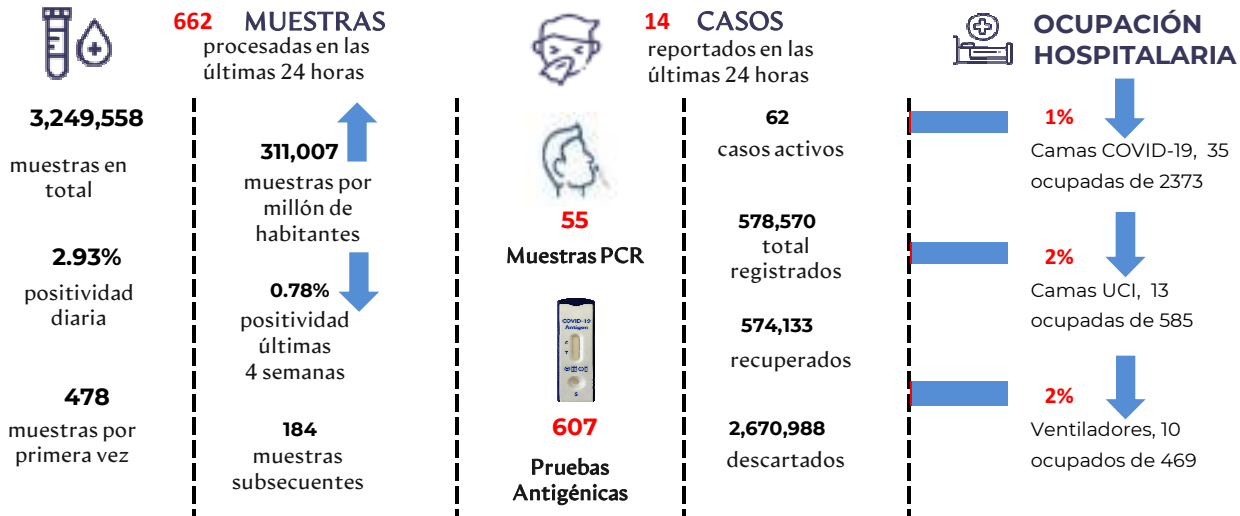 662 MUESTRAS
procesadas en las
últimas 24 horas
3,249,558
muestras en
total
2.93%
positividad
diaria
478
muestras por
primera vez
311,007
muestras por
millón de
habitantes
0.78%
positividad
últimas
4 semanas
184
muestras
subsecuentes
14 CASOS
reportados en las
últimas 24 horas
55
Muestras PCR
COVID-19
Antigen
C
T
S
607
Pruebas
Antigénicas
62
casos activos
578,570
total
registrados
574,133
recuperados
2,670,988
descartados
OCUPACIÓN
HOSPITALARIA
1%
Camas COVID-19, 35
ocupadas de 2373
2%
Camas UCI, 13
ocupadas de 585
2%
Ventiladores, 10
ocupados de 469